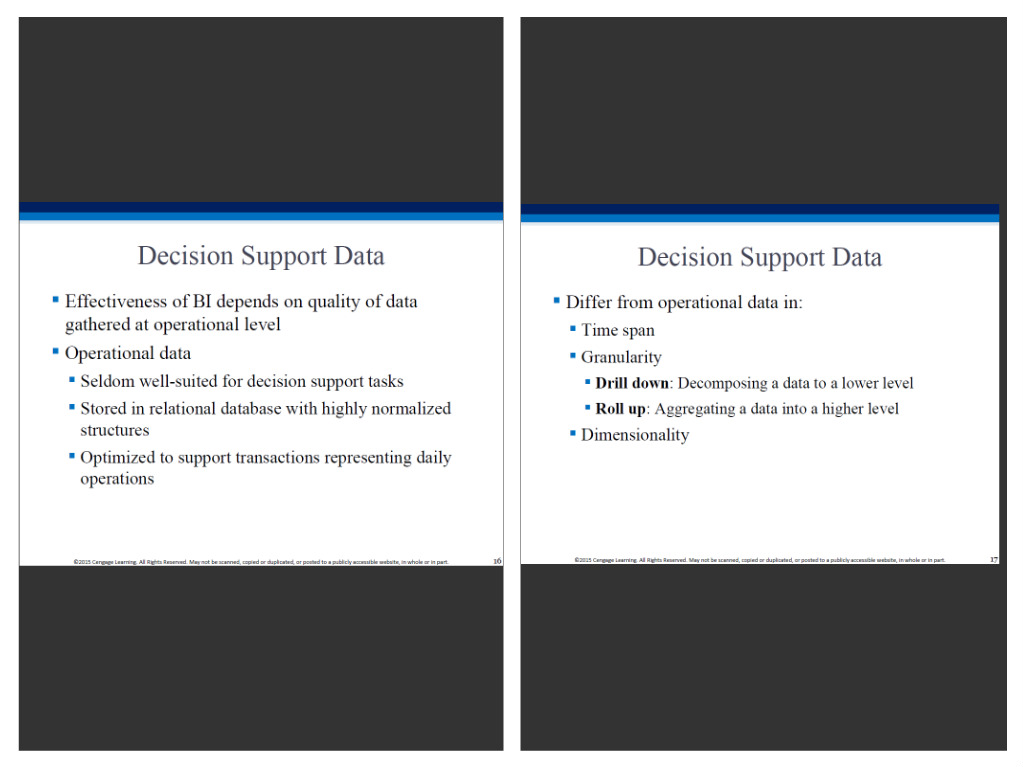 Decision Support Data
Effectiveness of BI depends on quality of data
gathered at operational level
Operational data
Seldom well-suited for decision support tasks
Stored in relational database with highly normalized
structures
Optimized to support transactions representing daily
operations
©2015 Cengage Learning. All Rights Reserved. May not be scanned, copied or duplicated, or posted to a publicly accessible website, in whole or in part.
16
Decision Support Data
Differ from operational data in:
Time span
Granularity
Drill down: Decomposing a data to a lower level
Roll up: Aggregating a data into a higher level
Dimensionality
©2015 Cengage Learning. All Rights Reserved. May not be scanned, copied or duplicated, or posted to a publicly accessible website, in whole or in part.
17